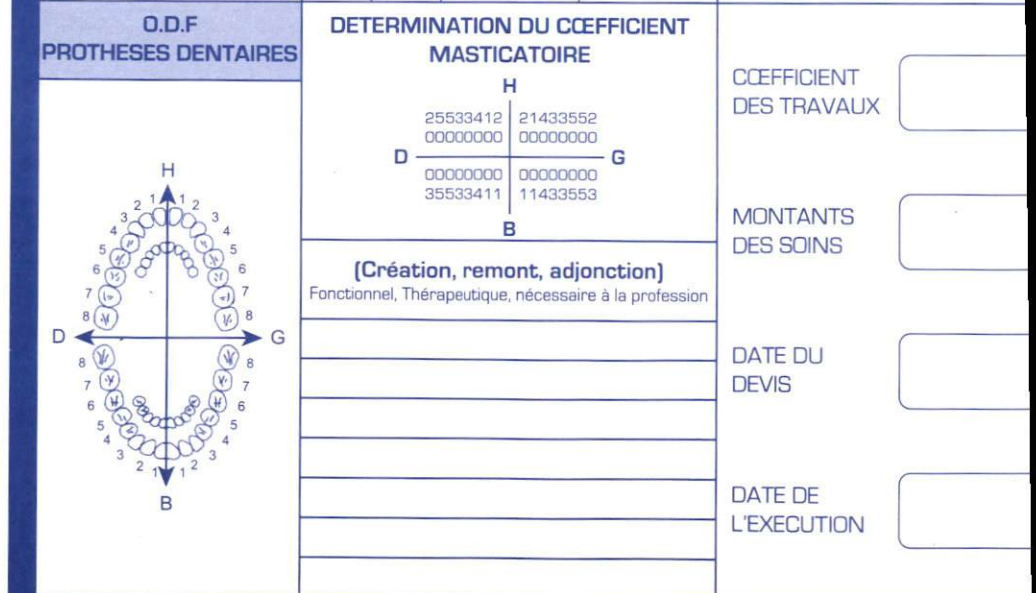 O.D.F
PROTHESES DENTAIRES
H
1 1
2 2
3 3
4 4
5 5
6 6
7 7
8 8
D G
8 8
7 7
6 6
5 5
4 4
3 3
2 2
1 1
B
DETERMINATION DU CŒFFICIENT
MASTICATOIRE
H
25533412 21433552
00000000 00000000
D G
00000000 00000000
35533411 11433553
B
(Création, remont, adjonction)
Fonctionnel, Thérapeutique, nécessaire à la profession
CŒFFICIENT
DES TRAVAUX
MONTANTS
DES SOINS
DATE DU
DEVIS
DATE DE
L'EXECUTION